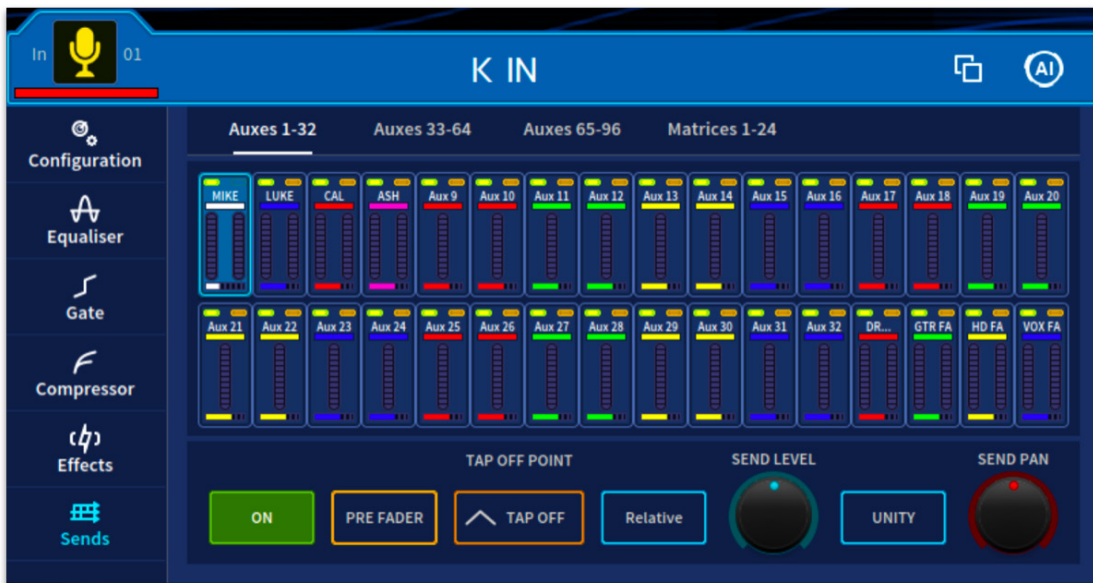 In 01
K IN
AI
Auxes 1-32 Auxes 33-64 Auxes 65-96 Matrices 1-24
Configuration
Equaliser
Gate
Compressor
Effects
Sends
MIKE LUKE CAL ASH Aux 9 Aux 10 Aux 11 Aux 12 Aux 13 Aux 14 Aux 15 Aux 16 Aux 17 Aux 18 Aux 19 Aux 20
Aux 21 Aux 22 Aux 23 Aux 24 Aux 25 Aux 26 Aux 27 Aux 28 Aux 29 Aux 30 Aux 31 Aux 32 DR... GTR FA HD FA VOX FA
TAP OFF POINT SEND LEVEL SEND PAN
ON PRE FADER TAP OFF Relative UNITY